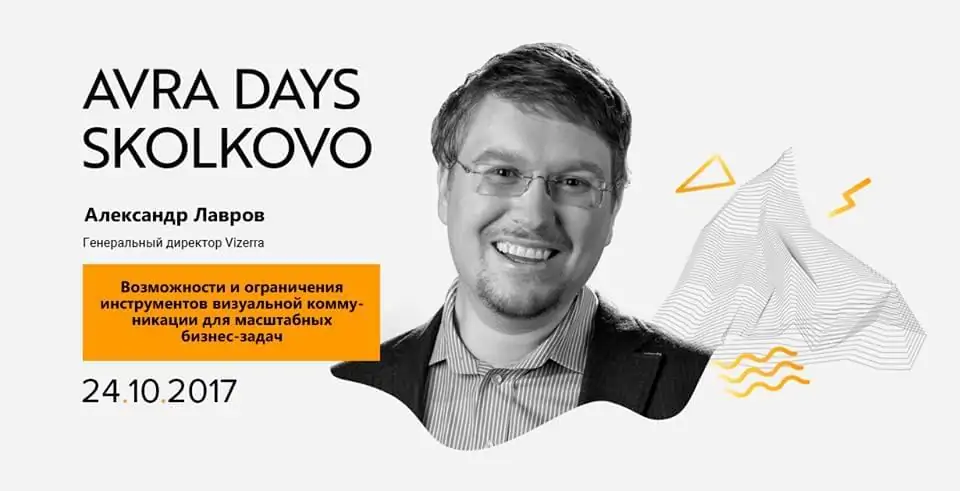 AVRA DAYS
SKOLKOVO
Александр Лавров
Генеральный директор Vizerra
Возможности и ограничения
инструментов визуальной комму-
никации для масштабных
бизнес-задач
24.10.2017